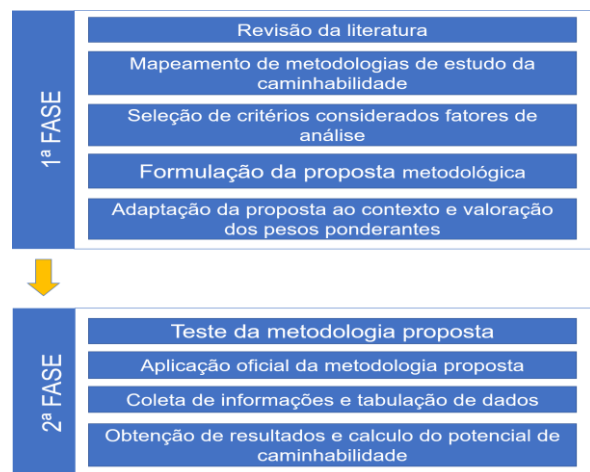 1ª FASE
Revisão da literatura
Mapeamento de metodologias de estudo da
caminhabilidade
Seleção de critérios considerados fatores de
análise
Formulação da proposta metodológica
Adaptação da proposta ao contexto e valoração
dos pesos ponderantes
2ª FASE
Teste da metodologia proposta
Aplicação oficial da metodologia proposta
Coleta de informações e tabulação de dados
Obtenção de resultados e calculo do potencial de
caminhabilidade